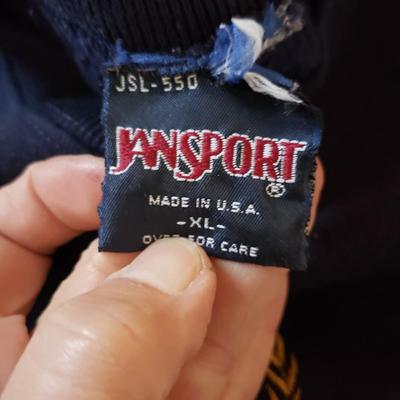 JSL-550
JANSPORT®
MADE IN U.S.A.
-XL-
OVER FOR CARE